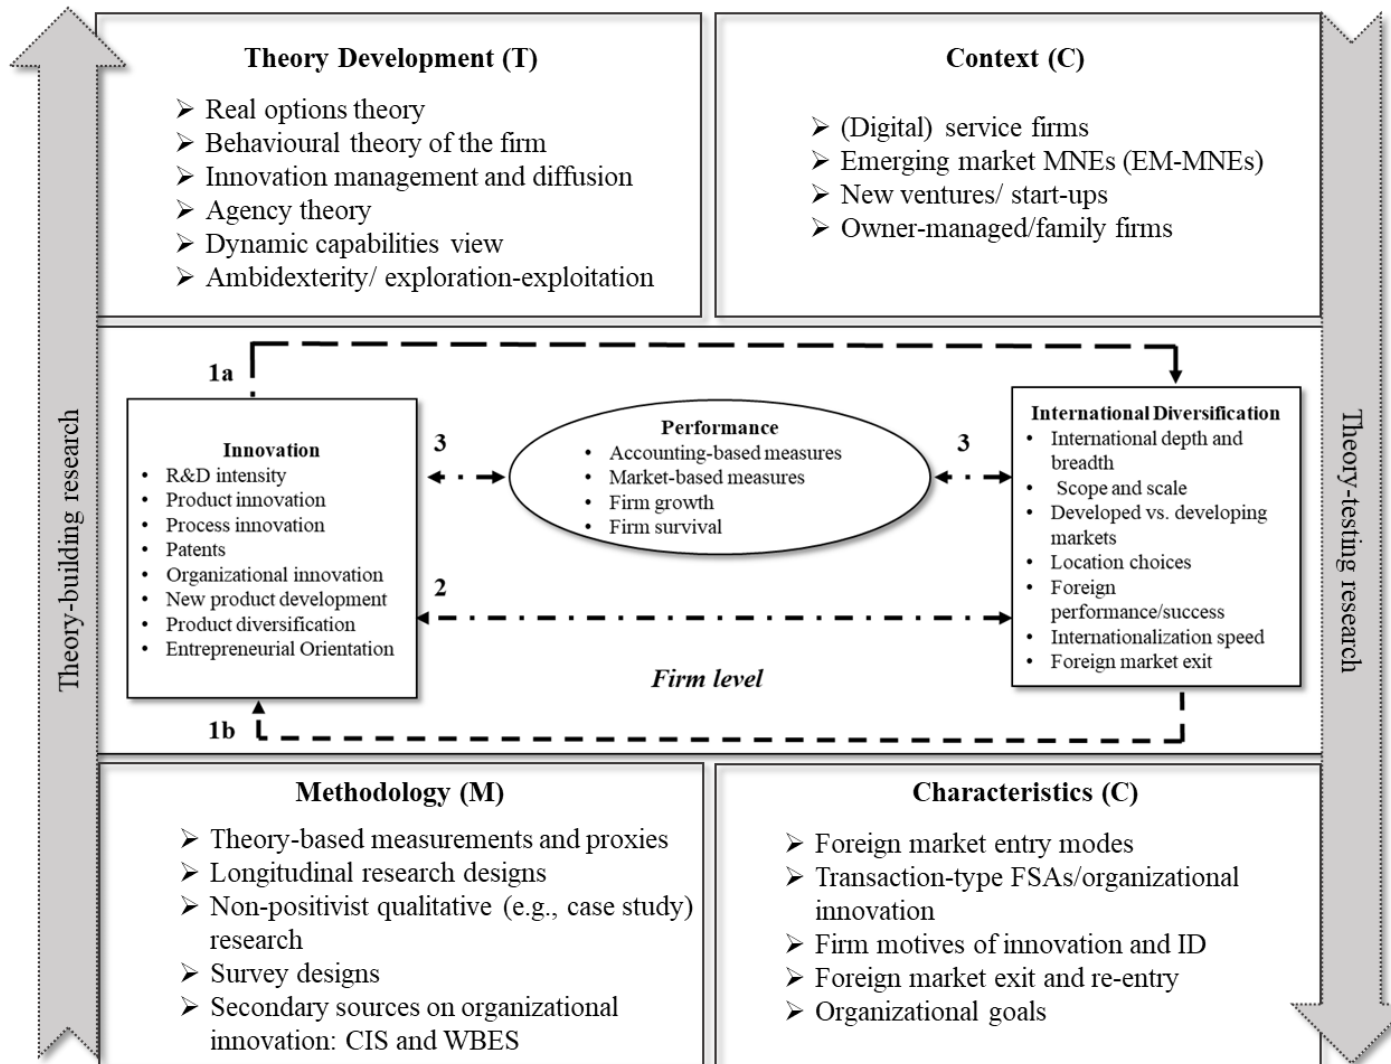 Theory-building research
Theory Development (T)
➢ Real options theory
➢ Behavioural theory of the firm
➢ Innovation management and diffusion
➢ Agency theory
➢ Dynamic capabilities view
➢ Ambidexterity/ exploration-exploitation
Context (C)
➢ (Digital) service firms
➢ Emerging market MNEs (EM-MNEs)
➢ New ventures/ start-ups
➢ Owner-managed/family firms
Theory-testing research
1a
Innovation
• R&D intensity
• Product innovation
• Process innovation
• Patents
• Organizational innovation
• New product development
• Product diversification
• Entrepreneurial Orientation
3
Performance
• Accounting-based measures
• Market-based measures
• Firm growth
• Firm survival
3
International Diversification
• International depth and
breadth
• Scope and scale
• Developed vs. developing
markets
• Location choices
• Foreign
performance/success
• Internationalization speed
• Foreign market exit
2
Firm level
1b
Methodology (M)
➢ Theory-based measurements and proxies
➢ Longitudinal research designs
➢ Non-positivist qualitative (e.g., case study)
research
➢ Survey designs
➢ Secondary sources on organizational
innovation: CIS and WBES
Characteristics (C)
➢ Foreign market entry modes
➢ Transaction-type FSAs/organizational
innovation
➢ Firm motives of innovation and ID
➢ Foreign market exit and re-entry
➢ Organizational goals